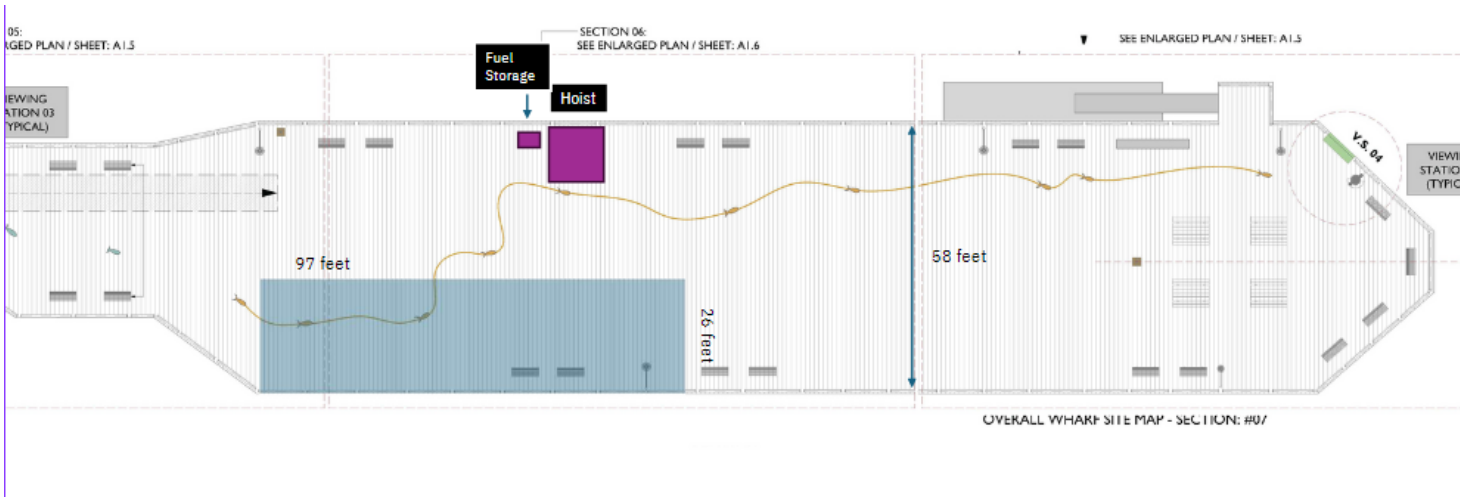 05:
SECTION 06:
SEE ENLARGED PLAN / SHEET: A1.5
RGED PLAN / SHEET: A1.5
SEE ENLARGED PLAN / SHEET: A1.6
Fuel
Storage
Hoist
IEWING
ATION 03
TYPICAL)
V.S. 04
VIEWI
STATIO
(TYPIC
97 feet
58 feet
26 feet
OVERALL WHARF SITE MAP - SECTION: #07